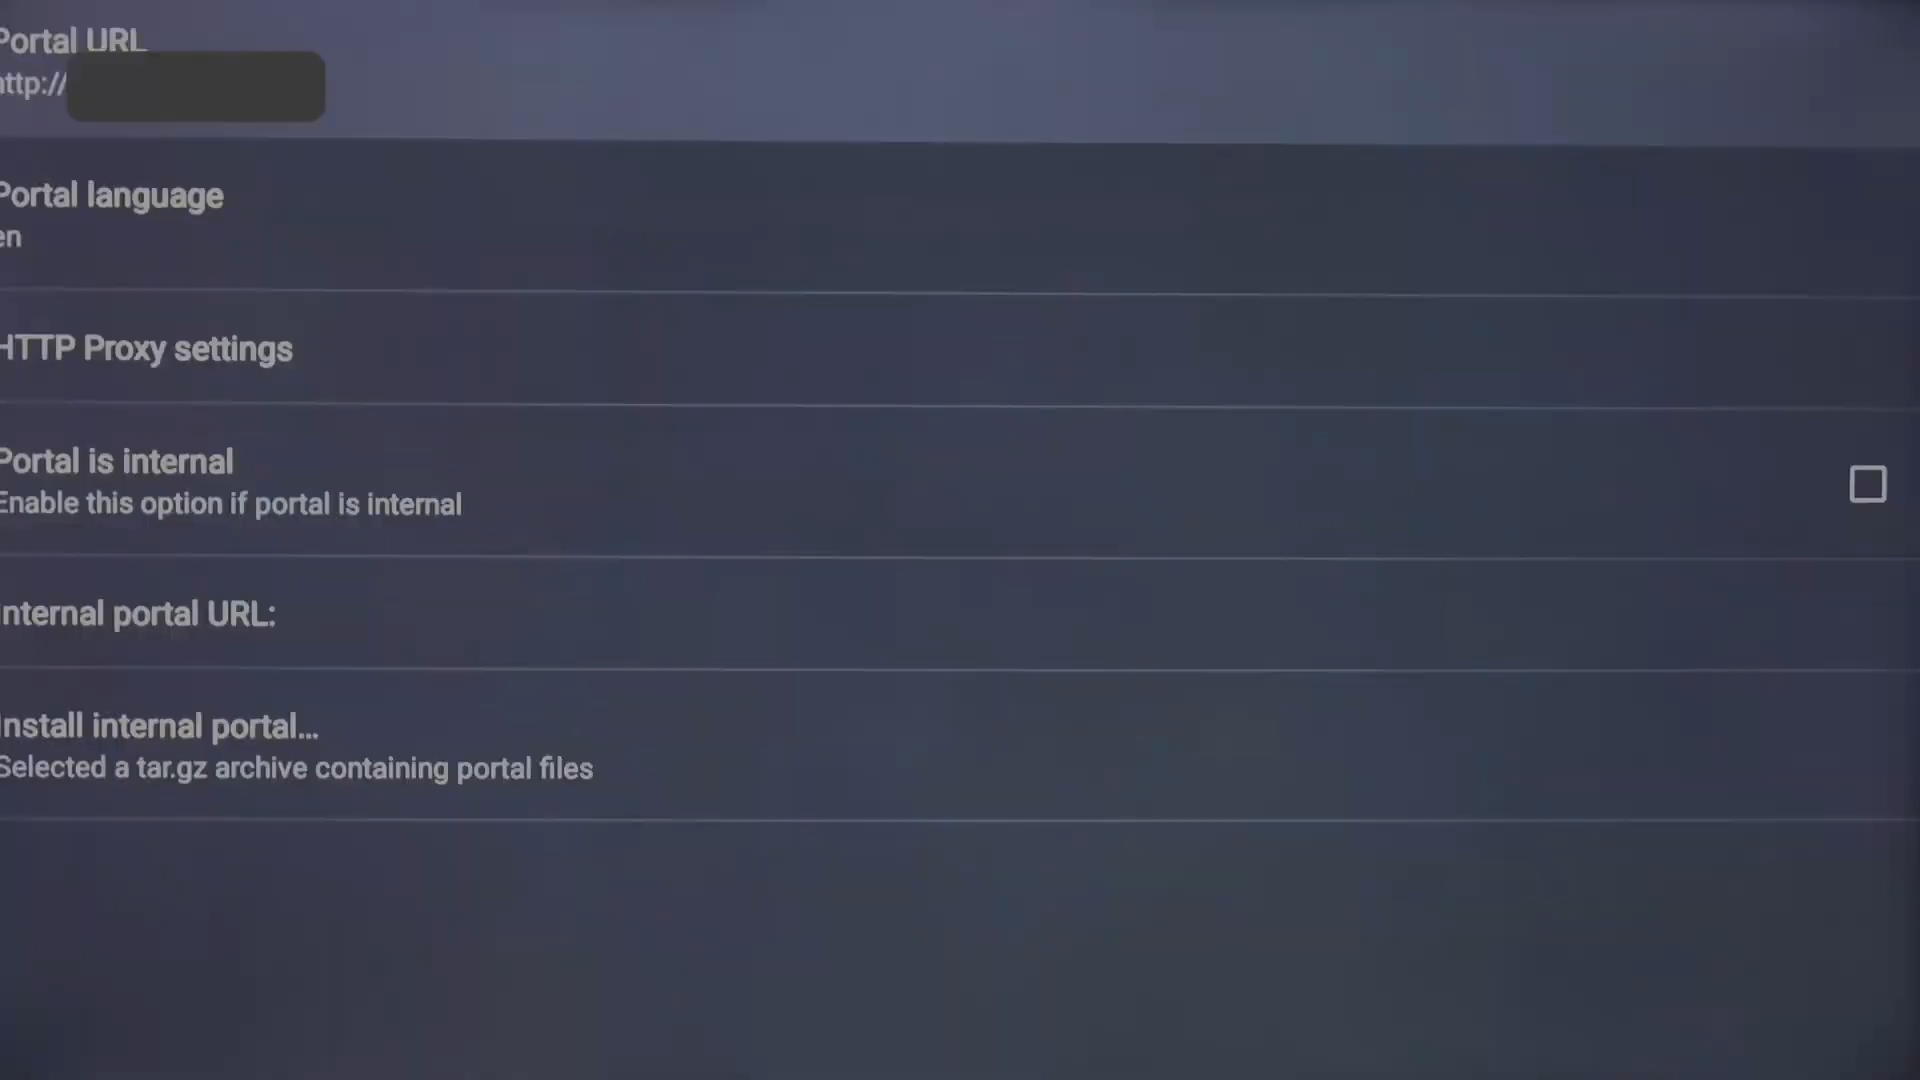 Portal URL
http://
Portal language
en
HTTP Proxy settings
Portal is internal
Enable this option if portal is internal
Internal portal URL:
Install internal portal...
Selected a tar.gz archive containing portal files